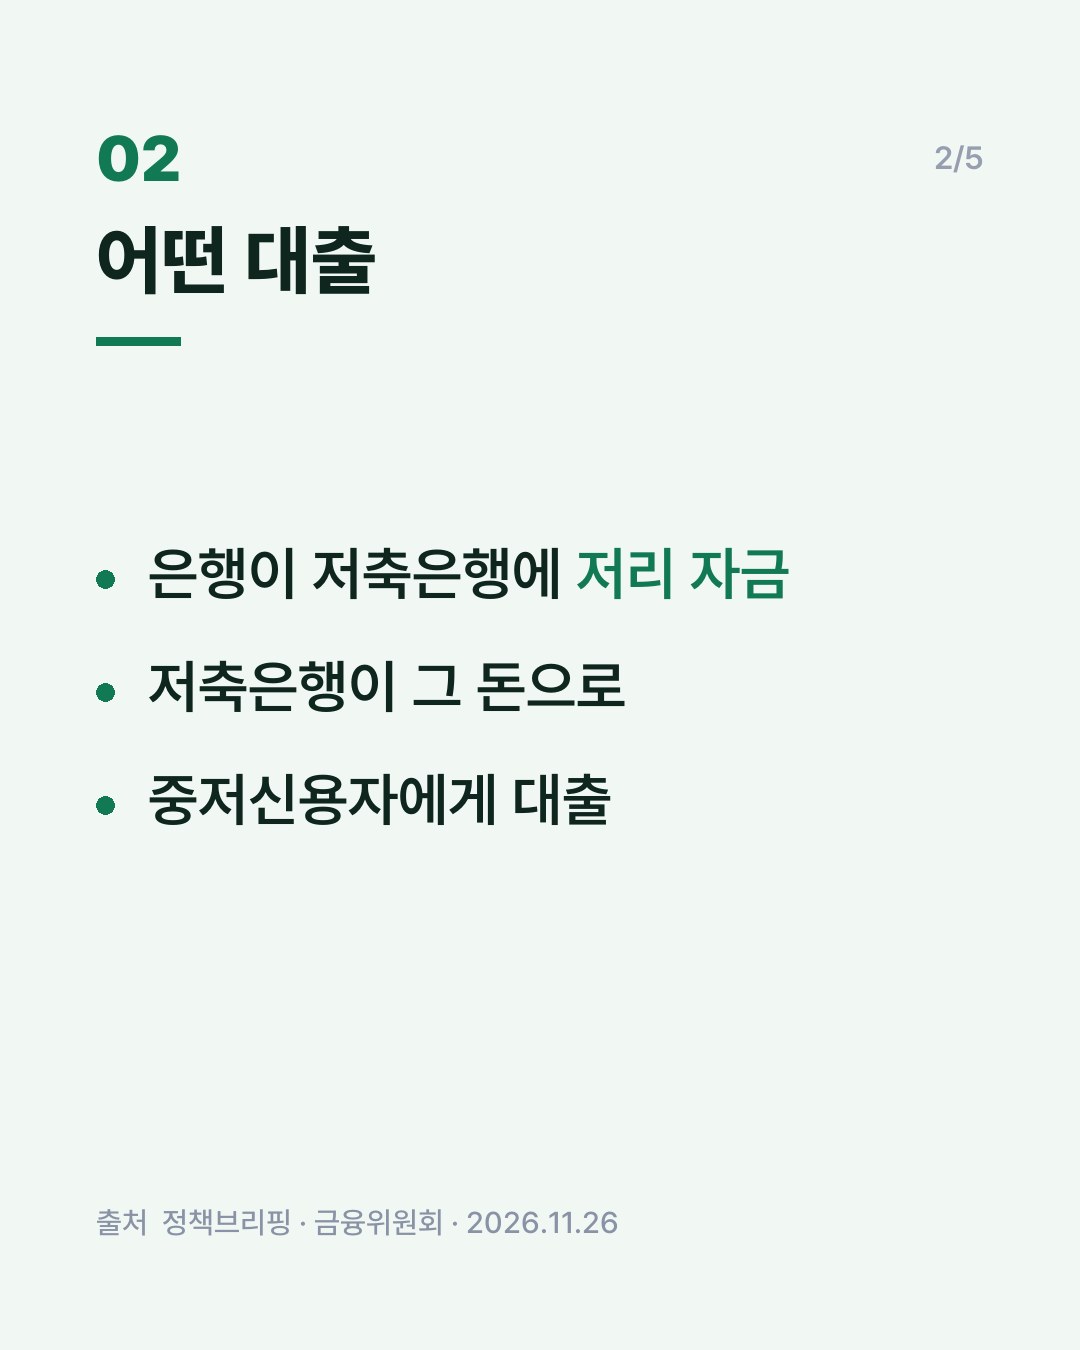 02
2/5
어떤 대출
• 은행이 저축은행에 저리 자금
• 저축은행이 그 돈으로
• 중저신용자에게 대출
출처 정책브리핑 · 금융위원회 · 2026.11.26